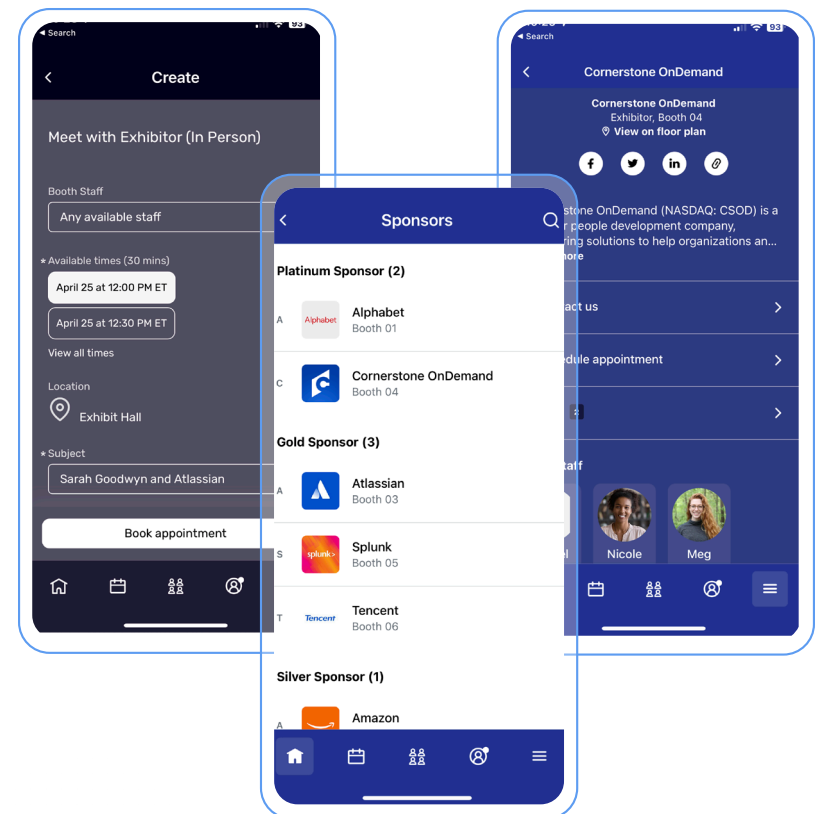 Search
93
Create
Meet with Exhibitor (In Person)
Booth Staff
Any available staff
* Available times (30 mins)
April 25 at 12:00 PM ET
April 25 at 12:30 PM ET
View all times
Location
Exhibit Hall
* Subject
Sarah Goodwyn and Atlassian
Book appointment
Sponsors
Platinum Sponsor (2)
A
Alphabet
Alphabet
Booth 01
C
Cornerstone OnDemand
Booth 04
Gold Sponsor (3)
A
Atlassian
Booth 03
S
splunk>
Splunk
Booth 05
T
Tencent
Tencent
Booth 06
Silver Sponsor (1)
A
Amazon
Search
93
Cornerstone OnDemand
Cornerstone OnDemand
Exhibitor, Booth 04
View on floor plan
stone OnDemand (NASDAQ: CSOD) is a
people development company,
ring solutions to help organizations an...
ore
act us
dule appointment
taff
Nicole
Meg